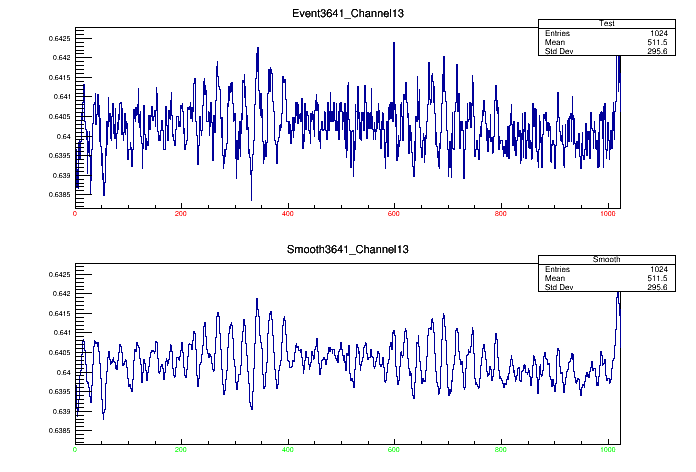 Event3641_Channel13
Test
Entries 1024
Mean 511.5
Std Dev 295.6
0.6425
0.642
0.6415
0.641
0.6405
0.64
0.6395
0.639
0.6385
0 200 400 600 800 1000
Smooth3641_Channel13
Smooth
Entries 1024
Mean 511.5
Std Dev 295.6
0.6425
0.642
0.6415
0.641
0.6405
0.64
0.6395
0.639
0.6385
0 200 400 600 800 1000